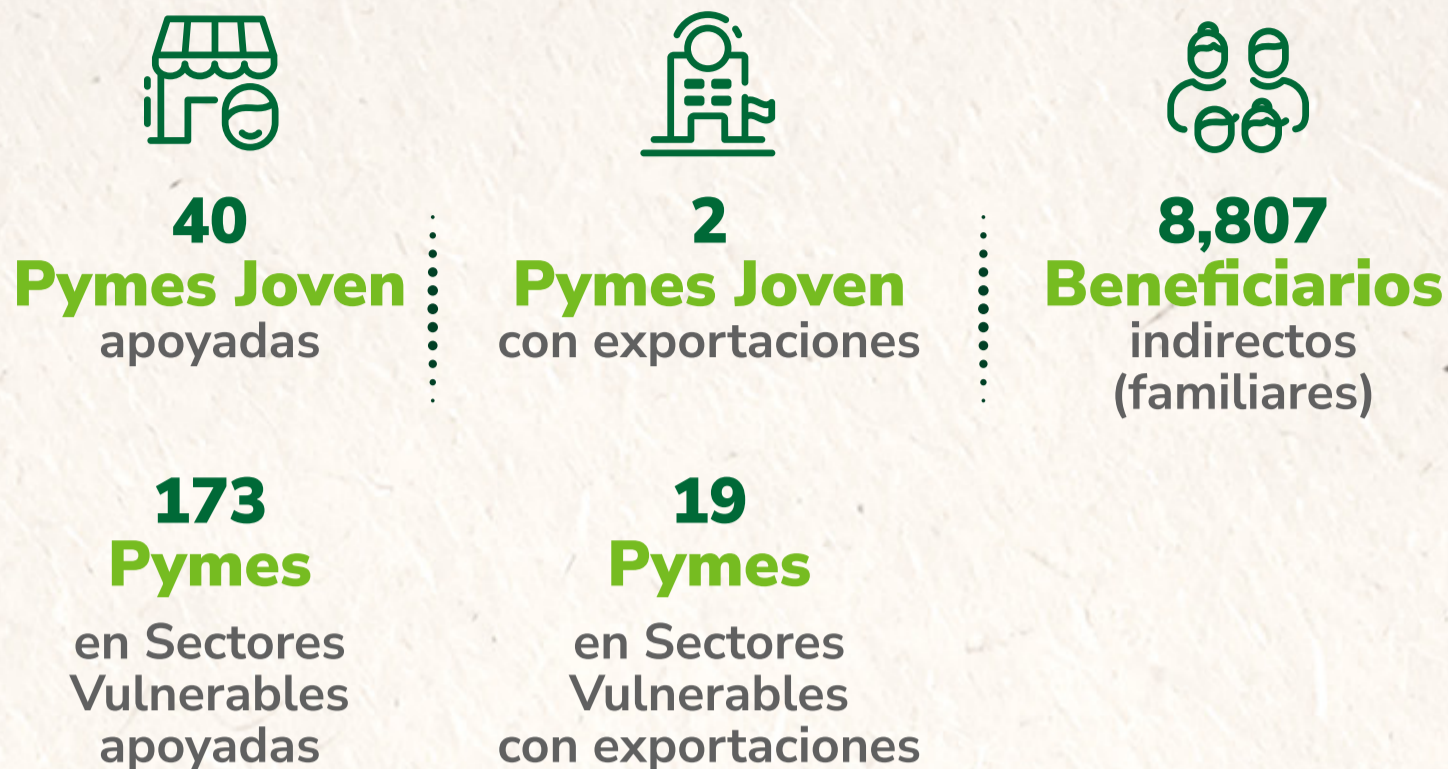 40
Pymes Joven
apoyadas
2
Pymes Joven
con exportaciones
8,807
Beneficiarios
indirectos
(familiares)
173
Pymes
en Sectores
Vulnerables
apoyadas
19
Pymes
en Sectores
Vulnerables
con exportaciones